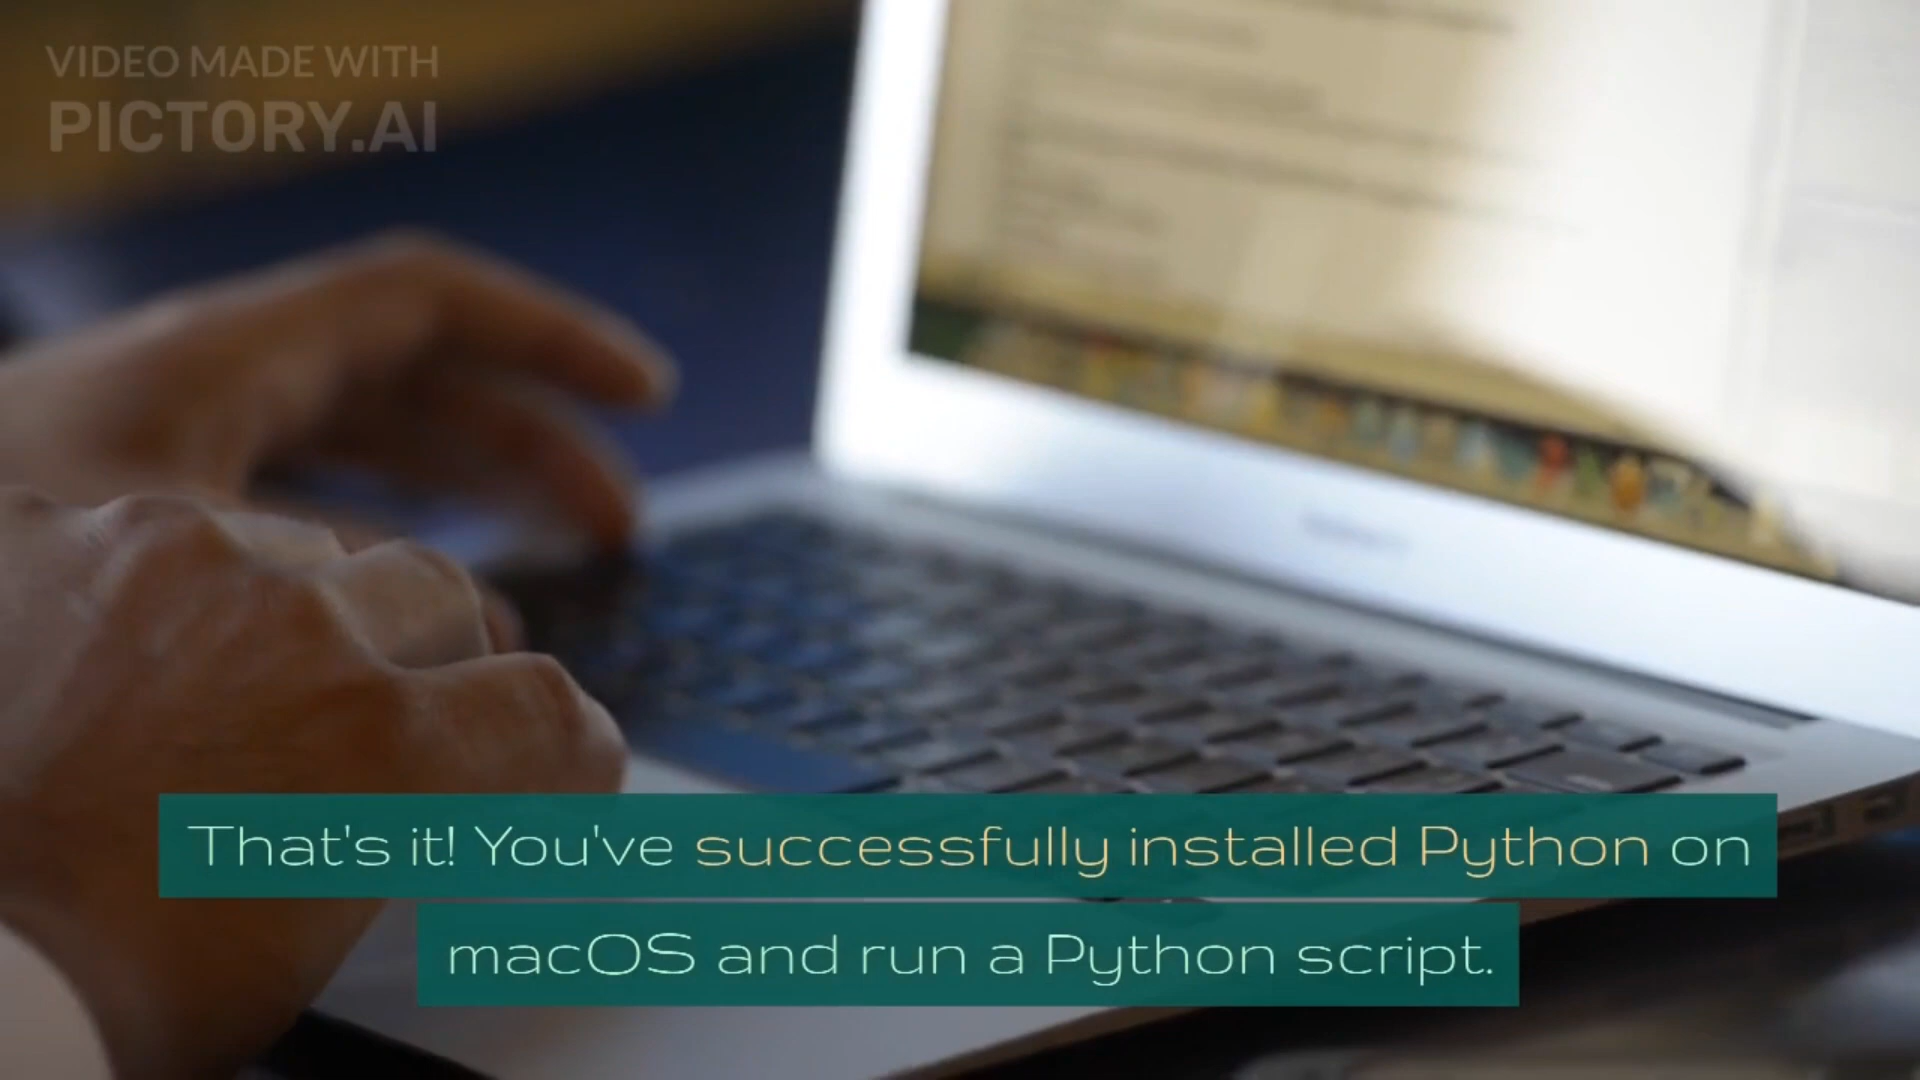 VIDEO MADE WITH
PICTORY.AI
That's it! You've successfully installed Python on
macOS and run a Python script.